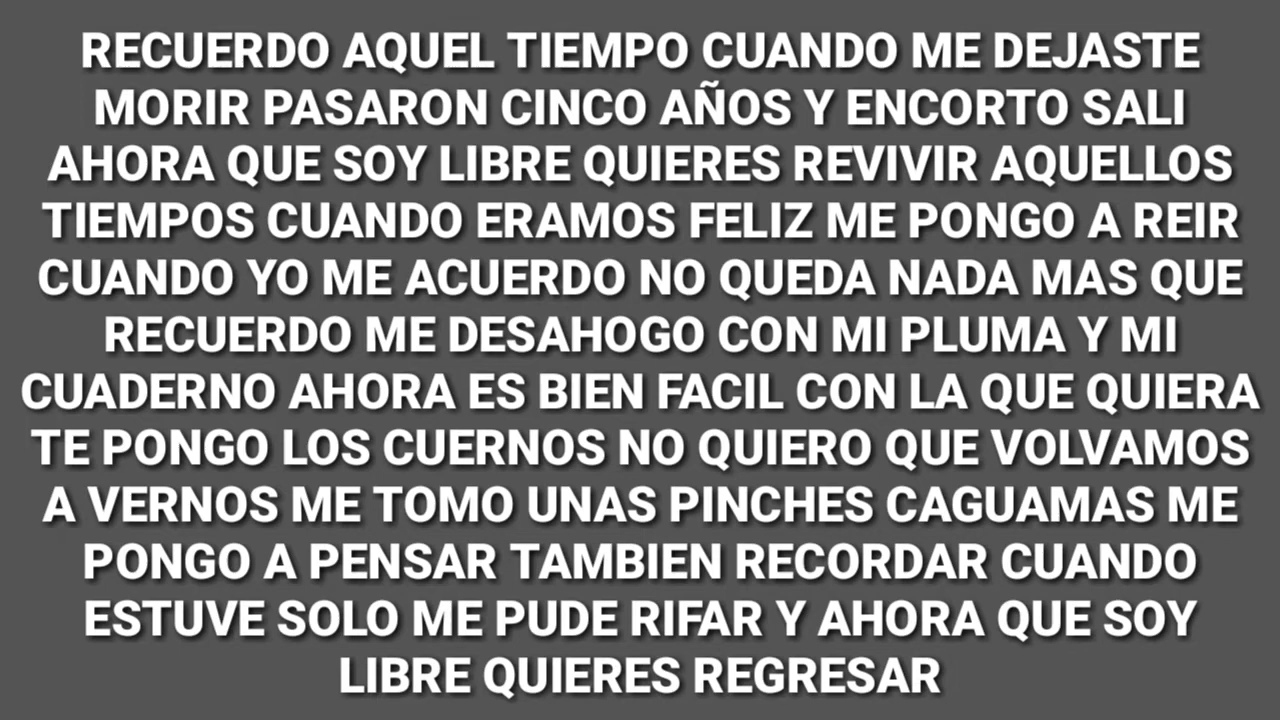 RECUERDO AQUEL TIEMPO CUANDO ME DEJASTE
MORIR PASARON CINCO AÑOS Y ENCORTO SALI
AHORA QUE SOY LIBRE QUIERES REVIVIR AQUELLOS
TIEMPOS CUANDO ERAMOS FELIZ ME PONGO A REIR
CUANDO YO ME ACUERDO NO QUEDA NADA MAS QUE
RECUERDO ME DESAHOGO CON MI PLUMA Y MI
CUADERNO AHORA ES BIEN FACIL CON LA QUE QUIERA
TE PONGO LOS CUERNOS NO QUIERO QUE VOLVAMOS
A VERNOS ME TOMO UNAS PINCHES CAGUAMAS ME
PONGO A PENSAR TAMBIEN RECORDAR CUANDO
ESTUVE SOLO ME PUDE RIFAR Y AHORA QUE SOY
LIBRE QUIERES REGRESAR